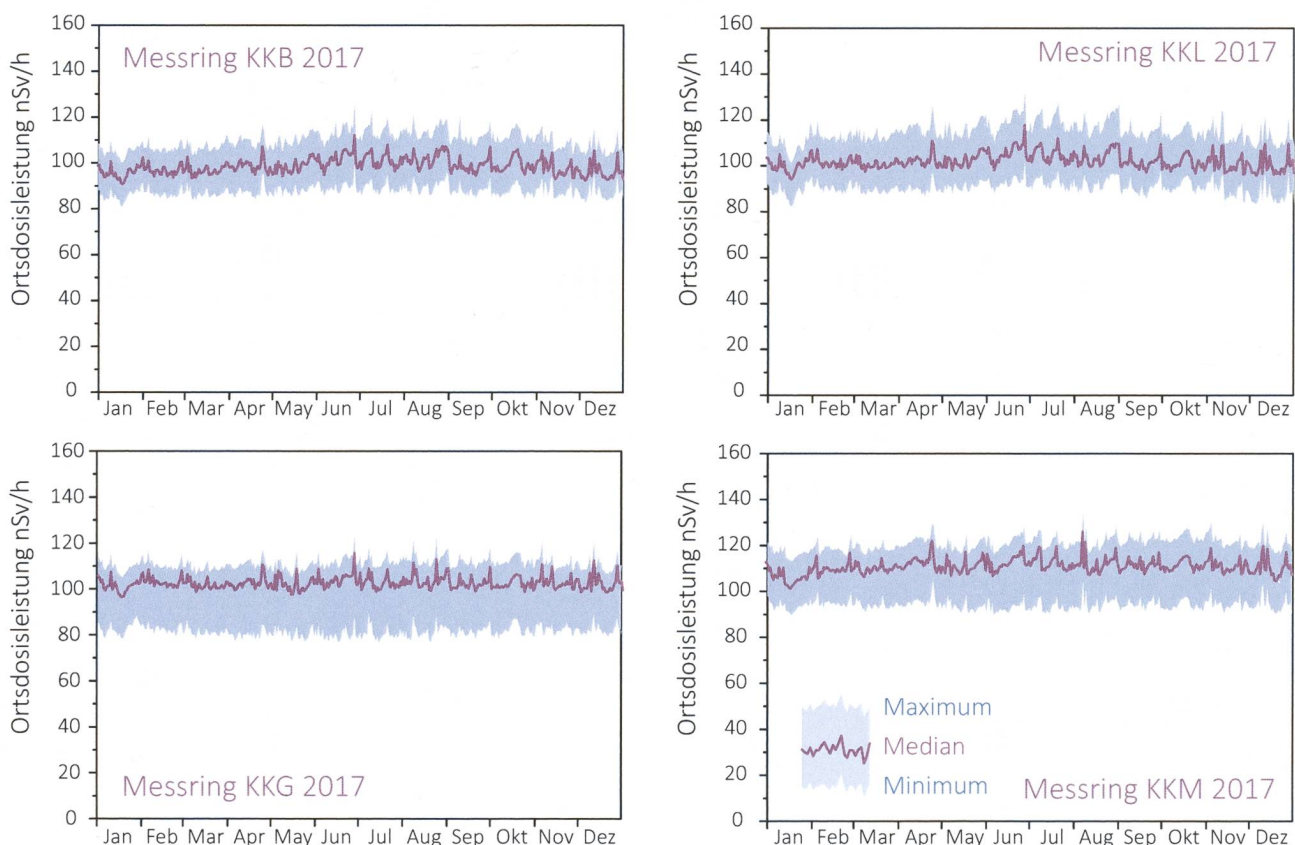 Messring KKB 2017
Ortsdosisleistung nSv/h
160
140
120
100
80
60
40
20
0
Jan Feb Mar Apr May Jun Jul Aug Sep Okt Nov Dez
Messring KKL 2017
Ortsdosisleistung nSv/h
160
140
120
100
80
60
40
20
0
Jan Feb Mar Apr May Jun Jul Aug Sep Okt Nov Dez
Messring KKG 2017
Ortsdosisleistung nSv/h
160
140
120
100
80
60
40
20
0
Jan Feb Mar Apr May Jun Jul Aug Sep Okt Nov Dez
Ortsdosisleistung nSv/h
160
140
120
100
80
60
40
20
0
Maximum
Median
Minimum
Messring KKM 2017
Jan Feb Mar Apr May Jun Jul Aug Sep Okt Nov Dez